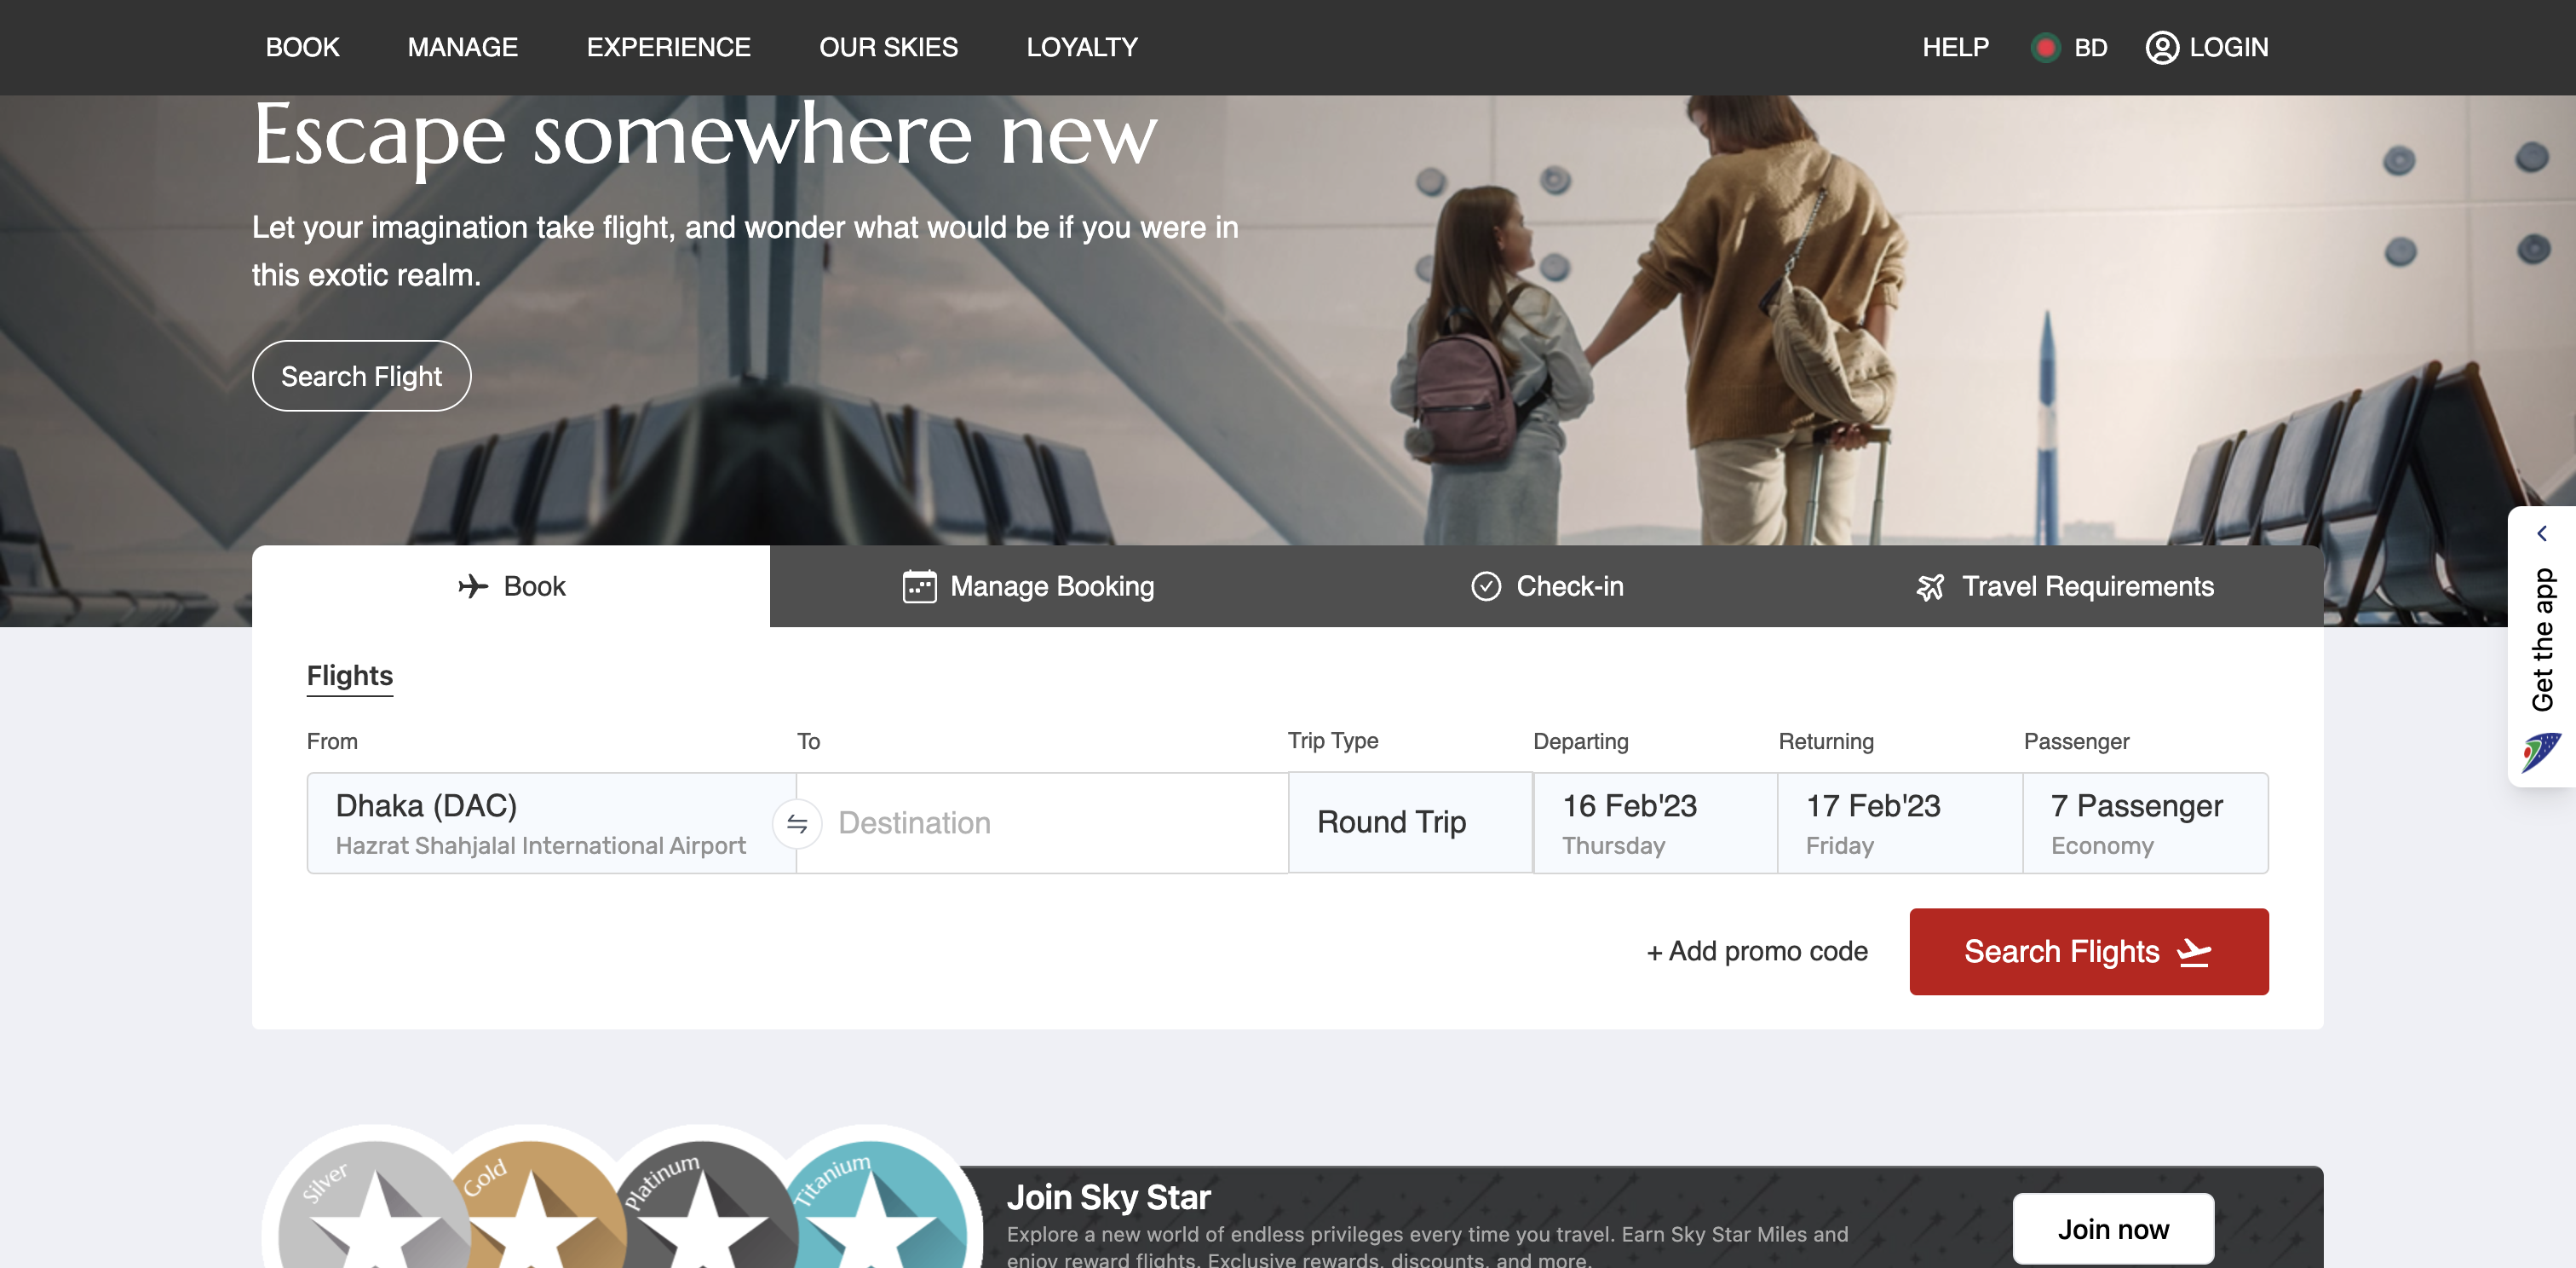 BOOK MANAGE EXPERIENCE OUR SKIES LOYALTY HELP BD LOGIN
Escape somewhere new
Let your imagination take flight, and wonder what would be if you were in
this exotic realm.
Search Flight
Book Manage Booking Check-in Travel Requirements
Get the app
Flights
From To Trip Type Departing Returning Passenger
Dhaka (DAC)
Hazrat Shahjalal International Airport
Destination
Round Trip
16 Feb'23
Thursday
17 Feb'23
Friday
7 Passenger
Economy
+ Add promo code
Search Flights
Silver
Gold
Platinum
Titanium
Join Sky Star
Explore a new world of endless privileges every time you travel. Earn Sky Star Miles and
enjoy reward flights. Exclusive rewards, discounts, and more.
Join now